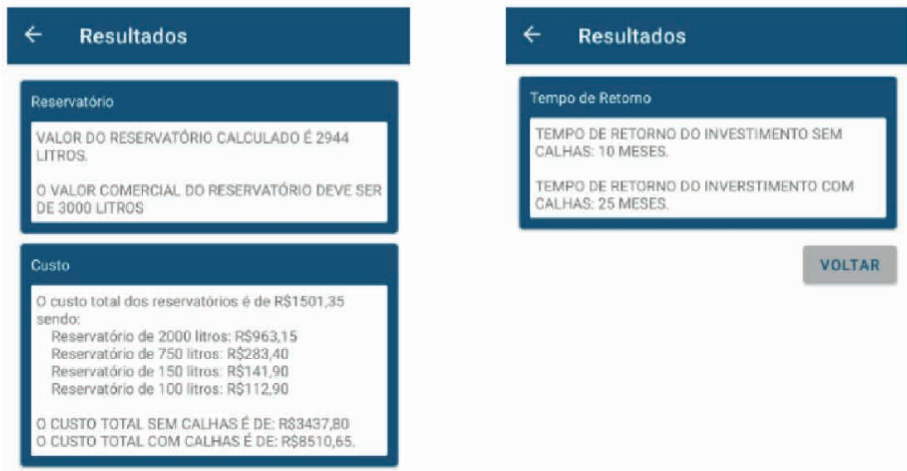 Resultados
Reservatório
VALOR DO RESERVATÓRIO CALCULADO É 2944
LITROS.
O VALOR COMERCIAL DO RESERVATÓRIO DEVE SER
DE 3000 LITROS
Custo
O custo total dos reservatórios é de R$1501,35
sendo:
Reservatório de 2000 litros: R$963,15
Reservatório de 750 litros: R$283,40
Reservatório de 150 litros: R$141,90
Reservatório de 100 litros: R$112,90
O CUSTO TOTAL SEM CALHAS É DE: R$3437,80
O CUSTO TOTAL COM CALHAS É DE: R$8510,65.
Resultados
Tempo de Retorno
TEMPO DE RETORNO DO INVESTIMENTO SEM
CALHAS: 10 MESES.
TEMPO DE RETORNO DO INVERSTIMENTO COM
CALHAS: 25 MESES.
VOLTAR